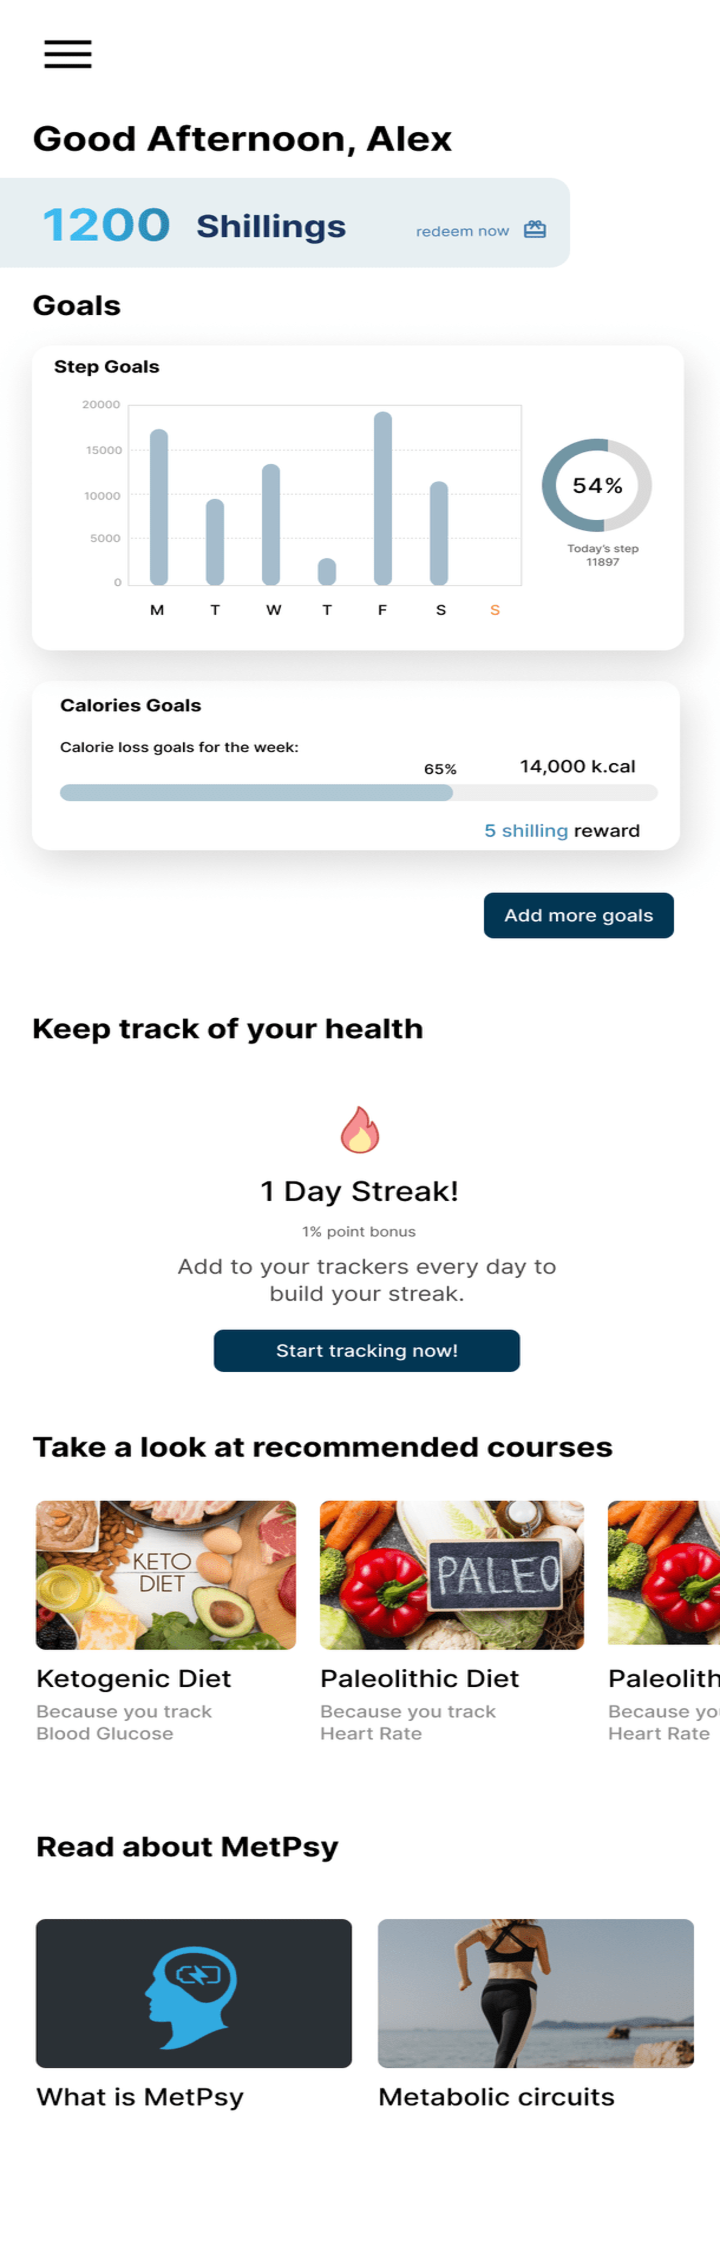 Good Afternoon, Alex
1200 Shillings redeem now
Goals
Step Goals
20000
15000
10000
5000
0
M T W T F S S
54%
Today's step
11897
Calories Goals
Calorie loss goals for the week:
65% 14,000 k.cal
5 shilling reward
Add more goals
Keep track of your health
1 Day Streak!
1% point bonus
Add to your trackers every day to
build your streak.
Start tracking now!
Take a look at recommended courses
KETO
DIET
PALEO
Ketogenic Diet
Because you track
Blood Glucose
Paleolithic Diet
Because you track
Heart Rate
Paleolith
Because yo
Heart Rate
Read about MetPsy
What is MetPsy
Metabolic circuits